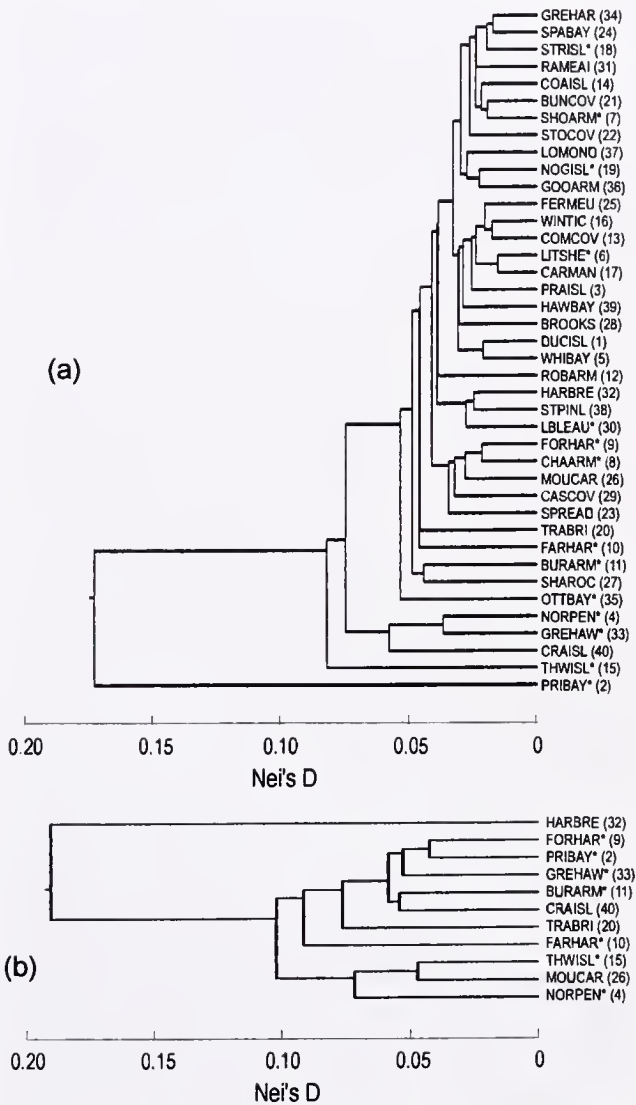 GREHAR (34)
SPABAY (24)
STRISL* (18)
RAMEAI (31)
COAISL (14)
BUNCOV (21)
SHOARM* (7)
STOCOV (22)
LOMOND (37)
NOGISL* (19)
GOOARM (36)
FERMEU (25)
WINTIC (16)
COMCOV (13)
LITSHE* (6)
CARMAN (17)
PRAISL (3)
HAWBAY (39)
BROOKS (28)
DUCISL (1)
WHIBAY (5)
(a)
ROBARM (12)
HARBRE (32)
STPINL (38)
LBLEAU* (30)
FORHAR* (9)
CHAARM* (8)
MOUCAR (26)
CASCOV (29)
SPREAD (23)
TRABRI (20)
FARHAR* (10)
BURARM* (11)
SHAROC (27)
OTTBAY* (35)
NORPEN* (4)
GREHAW* (33)
CRAISL (40)
THWISL* (15)
PRIBAY* (2)
0.20 0.15 0.10 0.05 0
Nei's D
HARBRE (32)
FORHAR* (9)
PRIBAY* (2)
GREHAW* (33)
BURARM* (11)
CRAISL (40)
TRABRI (20)
FARHAR* (10)
(b)
THWISL* (15)
MOUCAR (26)
NORPEN* (4)
0.20 0.15 0.10 0.05 0
Nei's D